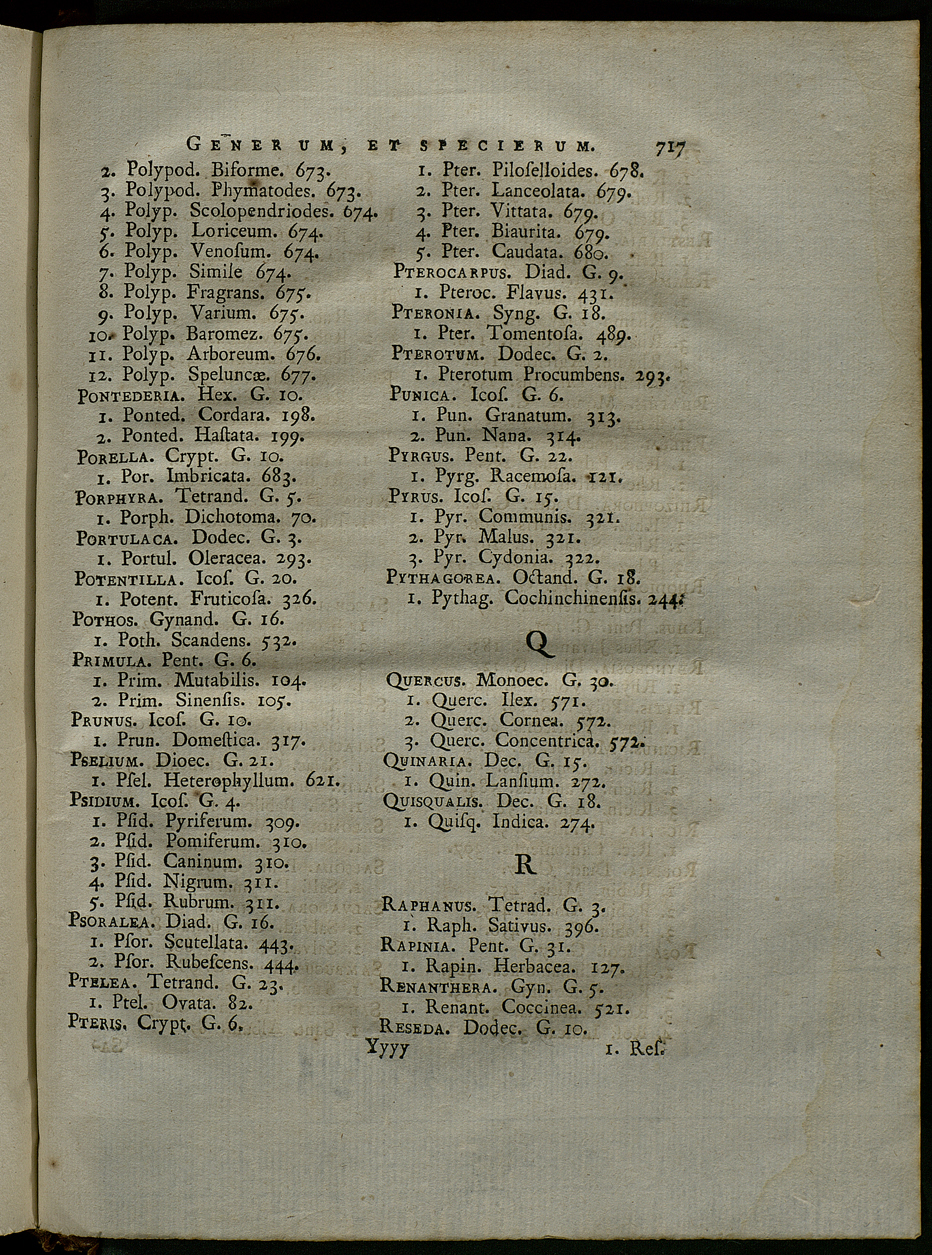 GENERUM, ET SPECIERUM. 717
2. Polypod. Biforme. 673.
3. Polypod. Phymatodes. 673.
4. Polyp. Scolopendriodes. 674.
5. Polyp. Loriceum. 674.
6. Polyp. Venoſum. 674.
7. Polyp. Simile 674.
8. Polyp. Fragrans. 675.
9. Polyp. Varium. 675.
10. Polyp. Baromez. 675.
11. Polyp. Arboreum. 676.
12. Polyp. Speluncæ. 677.
PONTEDERIA. Hex. G. 10.
1. Ponted. Cordara. 198.
2. Ponted. Haſtata. 199.
PORELLA. Crypt. G. 10.
1. Por. Imbricata. 683.
PORPHYRA. Tetrand. G. 5.
1. Porph. Dichotoma. 70.
PORTULACA. Dodec. G. 3.
1. Portul. Oleracea. 293.
POTENTILLA. Icoſ. G. 20.
1. Potent. Fruticoſa. 326.
POTHOS. Gynand. G. 16.
1. Poth. Scandens. 532.
PRIMULA. Pent. G. 6.
1. Prim. Mutabilis. 104.
2. Prim. Sinenſis. 105.
PRUNUS. Icoſ. G. 10.
1. Prun. Domeſtica. 317.
PSELIUM. Dioec. G. 21.
1. Pſel. Heterophyllum. 621.
PSIDIUM. Icoſ. G. 4.
1. Pſid. Pyriferum. 309.
2. Pſid. Pomiferum. 310.
3. Pſid. Caninum. 310.
4. Pſid. Nigrum. 311.
5. Pſid. Rubrum. 311.
PSORALEA. Diad. G. 16.
1. Pſor. Scutellata. 443.
2. Pſor. Rubeſcens. 444.
PTELEA. Tetrand. G. 23.
1. Ptel. Ovata. 82.
PTERIS. Crypt. G. 6.
1. Pter. Piloſelloides. 678.
2. Pter. Lanceolata. 679.
3. Pter. Vittata. 679.
4. Pter. Biaurita. 679.
5. Pter. Caudata. 680.
PTEROCARPUS. Diad. G. 9.
1. Pteroc. Flavus. 431.
PTERONIA. Syng. G. 18.
1. Pter. Tomentoſa. 489.
PTEROTUM. Dodec. G. 2.
1. Pterotum Procumbens. 293.
PUNICA. Icoſ. G. 6.
1. Pun. Granatum. 313.
2. Pun. Nana. 314.
PYRGUS. Pent. G. 22.
1. Pyrg. Racemoſa. 121.
PYRUS. Icoſ. G. 15.
1. Pyr. Communis. 321.
2. Pyr. Malus. 321.
3. Pyr. Cydonia. 322.
PYTHAGOREA. Octand. G. 18.
1. Pythag. Cochinchinenſis. 244.
Q
QUERCUS. Monoec. G. 30.
1. Querc. Ilex. 571.
2. Querc. Cornea. 572.
3. Querc. Concentrica. 572.
QUINARIA. Dec. G. 15.
1. Quin. Lanſium. 272.
QUISQUALIS. Dec. G. 18.
1. Quiſq. Indica. 274.
R
RAPHANUS. Tetrad. G. 3.
1. Raph. Sativus. 396.
RAPINIA. Pent. G. 31.
1. Rapin. Herbacea. 127.
RENANTHERA. Gyn. G. 5.
1. Renant. Coccinea. 521.
RESEDA. Dodec. G. 10.
Yyyy 1. Reſ.